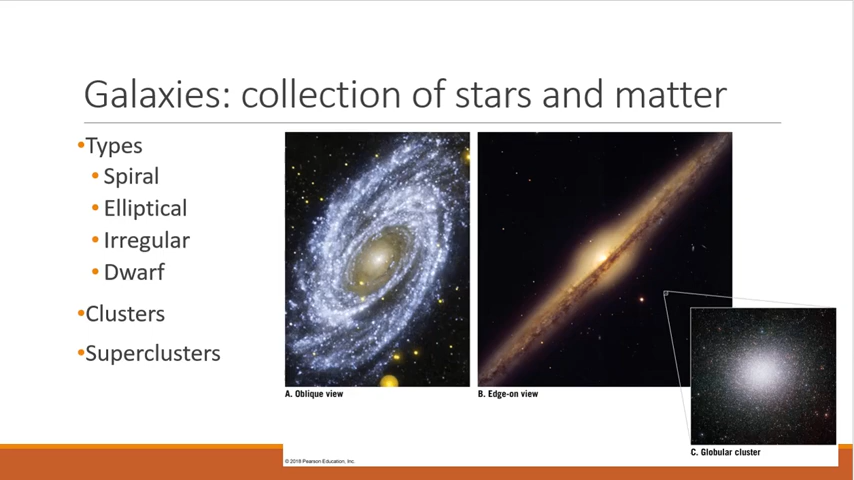 Galaxies: collection of stars and matter
•Types
• Spiral
• Elliptical
• Irregular
• Dwarf
•Clusters
•Superclusters
A. Oblique view
B. Edge-on view
C. Globular cluster
© 2018 Pearson Education, Inc.